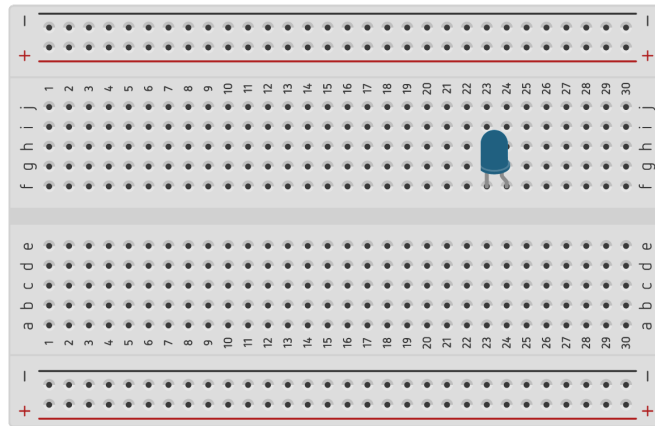 − −
+ +
1 2 3 4 5 6 7 8 9 10 11 12 13 14 15 16 17 18 19 20 21 22 23 24 25 26 27 28 29 30
j j
i i
h h
g g
f f
e e
d d
c c
b b
a a
1 2 3 4 5 6 7 8 9 10 11 12 13 14 15 16 17 18 19 20 21 22 23 24 25 26 27 28 29 30
− −
+ +